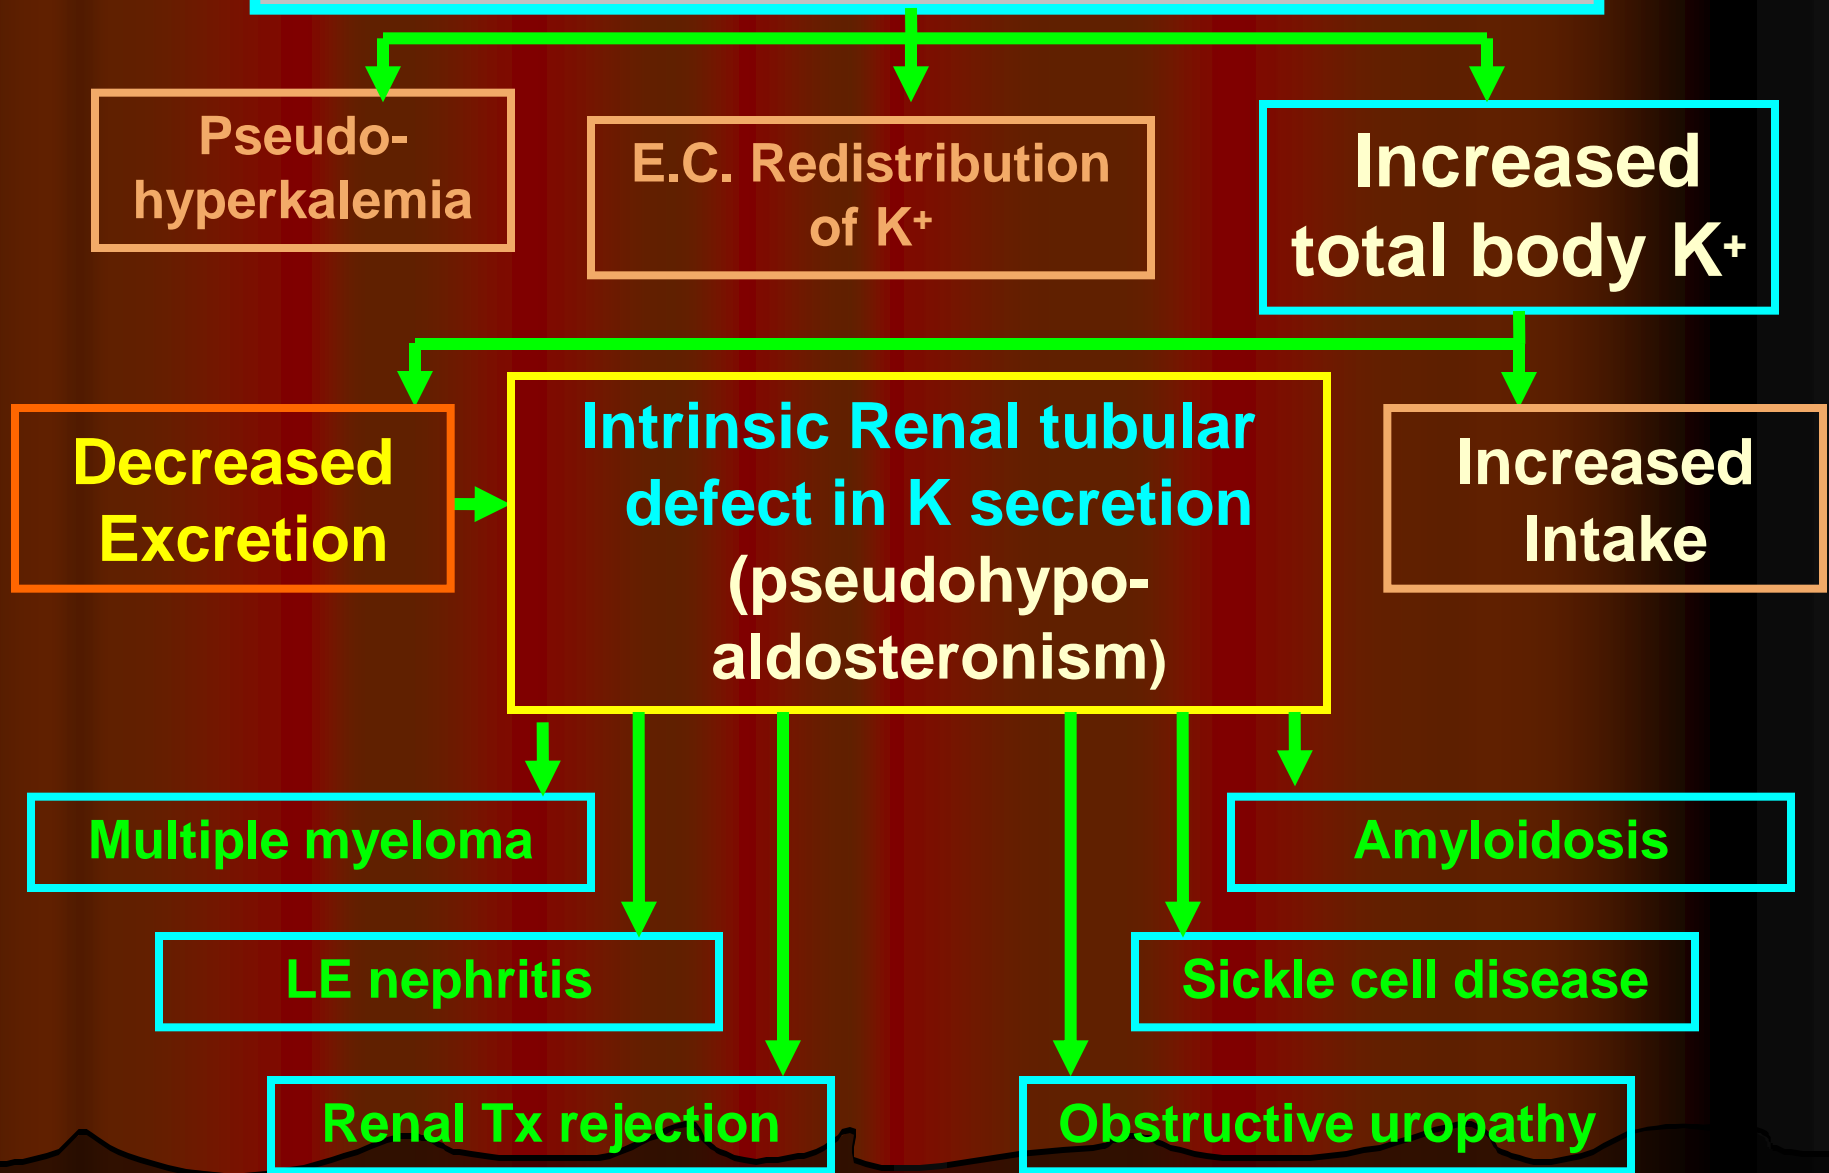 Pseudo-
hyperkalemia
E.C. Redistribution
of K+
Increased
total body K+
Decreased
Excretion
Intrinsic Renal tubular
defect in K secretion
(pseudohypo-
aldosteronism)
Increased
Intake
Multiple myeloma
Amyloidosis
LE nephritis
Sickle cell disease
Renal Tx rejection
Obstructive uropathy